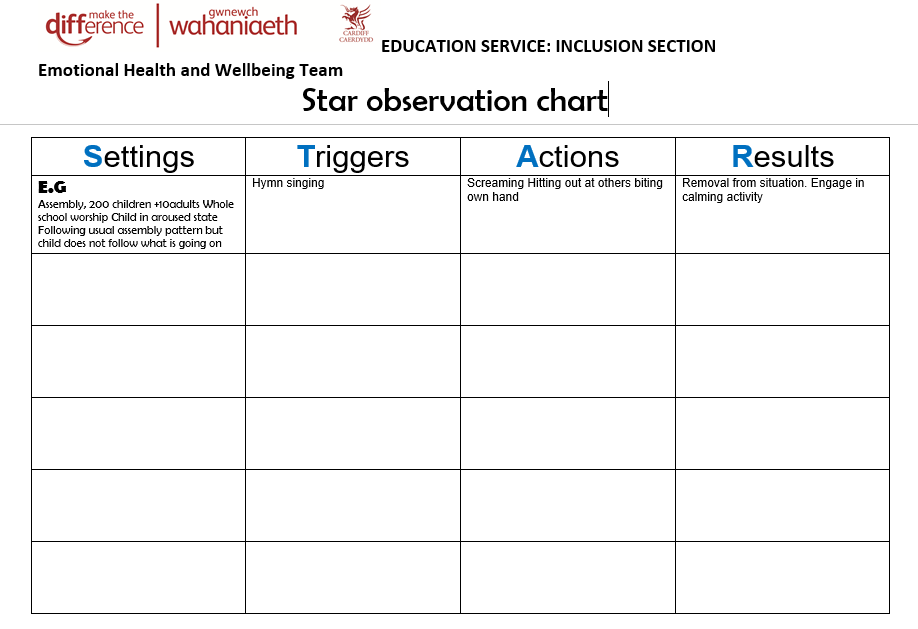 make the
difference
gwnewch
wahaniaeth
CARDIFF
CAERDYDD
EDUCATION SERVICE: INCLUSION SECTION
Emotional Health and Wellbeing Team
Star observation chart
Settings
Triggers
Actions
Results
E.G
Assembly, 200 children +10adults Whole
school worship Child in aroused state
Following usual assembly pattern but
child does not follow what is going on
Hymn singing
Screaming Hitting out at others biting
own hand
Removal from situation. Engage in
calming activity